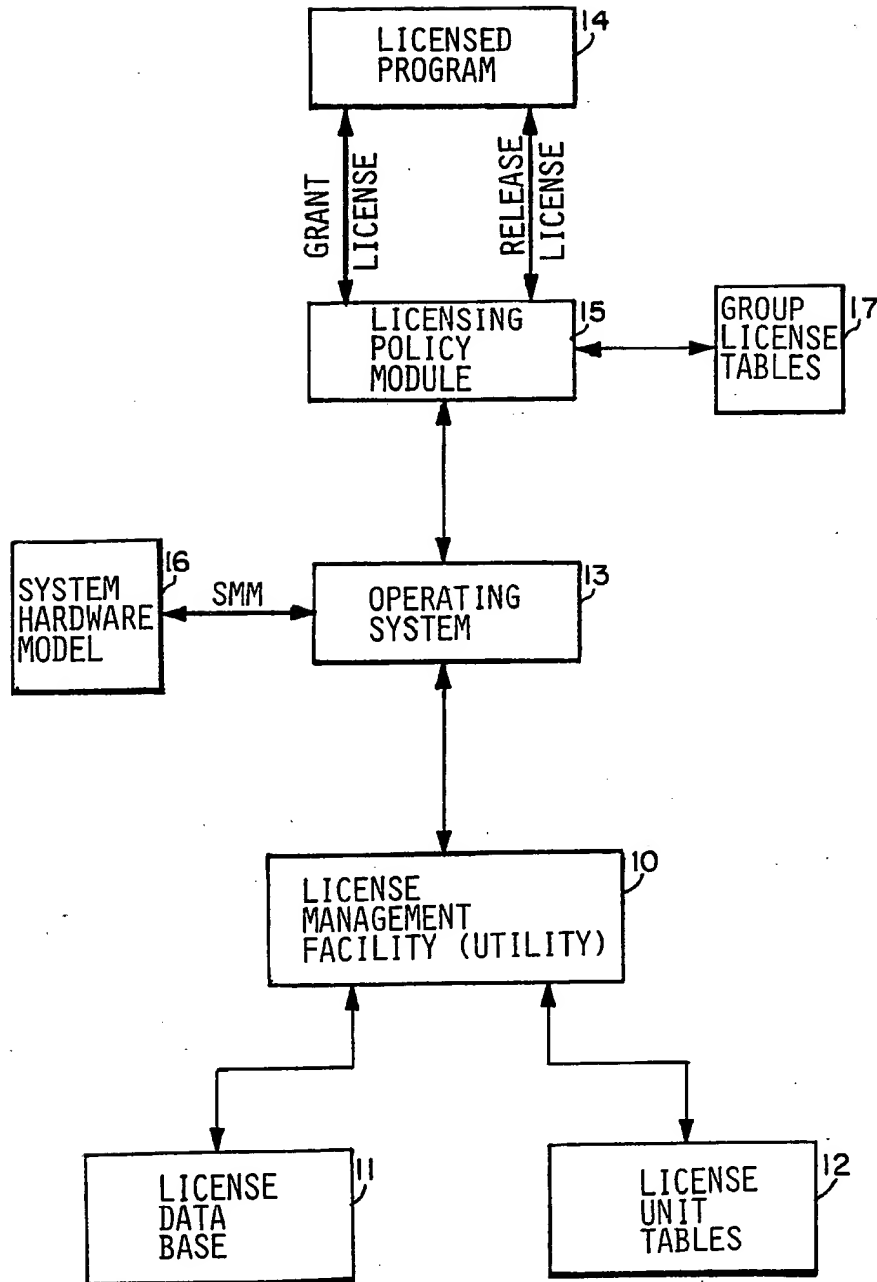 14
LICENSED
PROGRAM
GRANT
LICENSE
RELEASE
LICENSE
LICENSING
POLICY
MODULE
15
GROUP
LICENSE
TABLES
17
SYSTEM
HARDWARE
MODEL
16
SMM
OPERATING
SYSTEM
13
LICENSE
MANAGEMENT
FACILITY (UTILITY)
10
LICENSE
DATA
BASE
11
LICENSE
UNIT
TABLES
12